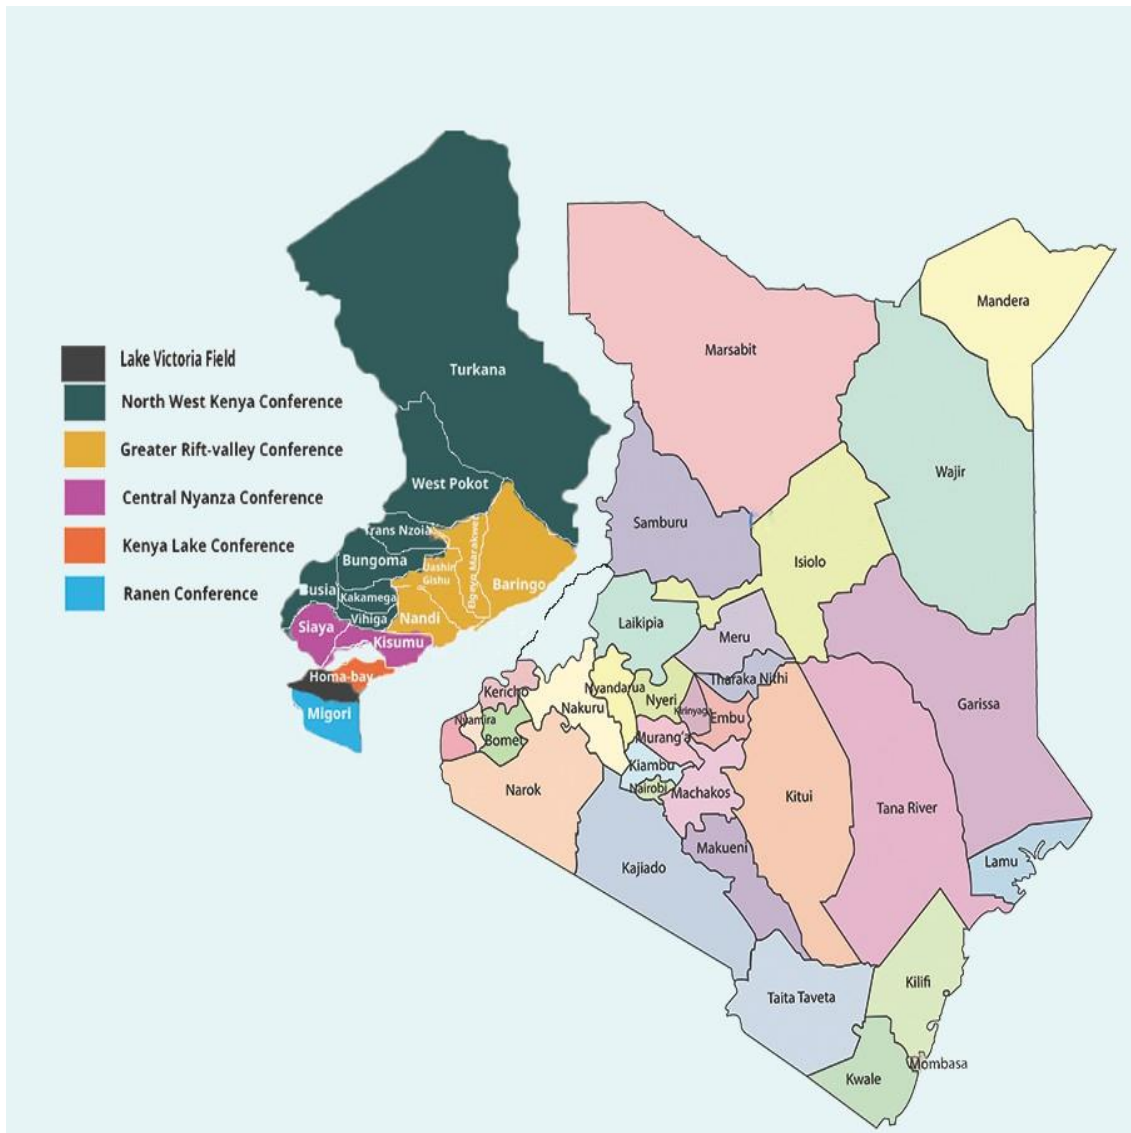 Lake Victoria Field
North West Kenya Conference
Greater Rift-valley Conference
Central Nyanza Conference
Kenya Lake Conference
Ranen Conference
Turkana
West Pokot
Trans Nzoia
Bungoma
Busia
Kakamega
Vihiga
Uashin
Gishu
Elgeyo Marakwet
Baringo
Nandi
Siaya
Kisumu
Homa-bay
Migori
Marsabit
Mandera
Wajir
Samburu
Isiolo
Laikipia
Meru
Tharaka Nithi
Garissa
Kericho
Nyandarua
Nyeri
Kirinyaga
Embu
Nakuru
Nyamira
Bomet
Murang'a
Kiambu
Nairobi
Machakos
Narok
Kitui
Tana River
Makueni
Kajiado
Lamu
Taita Taveta
Kilifi
Kwale
Mombasa